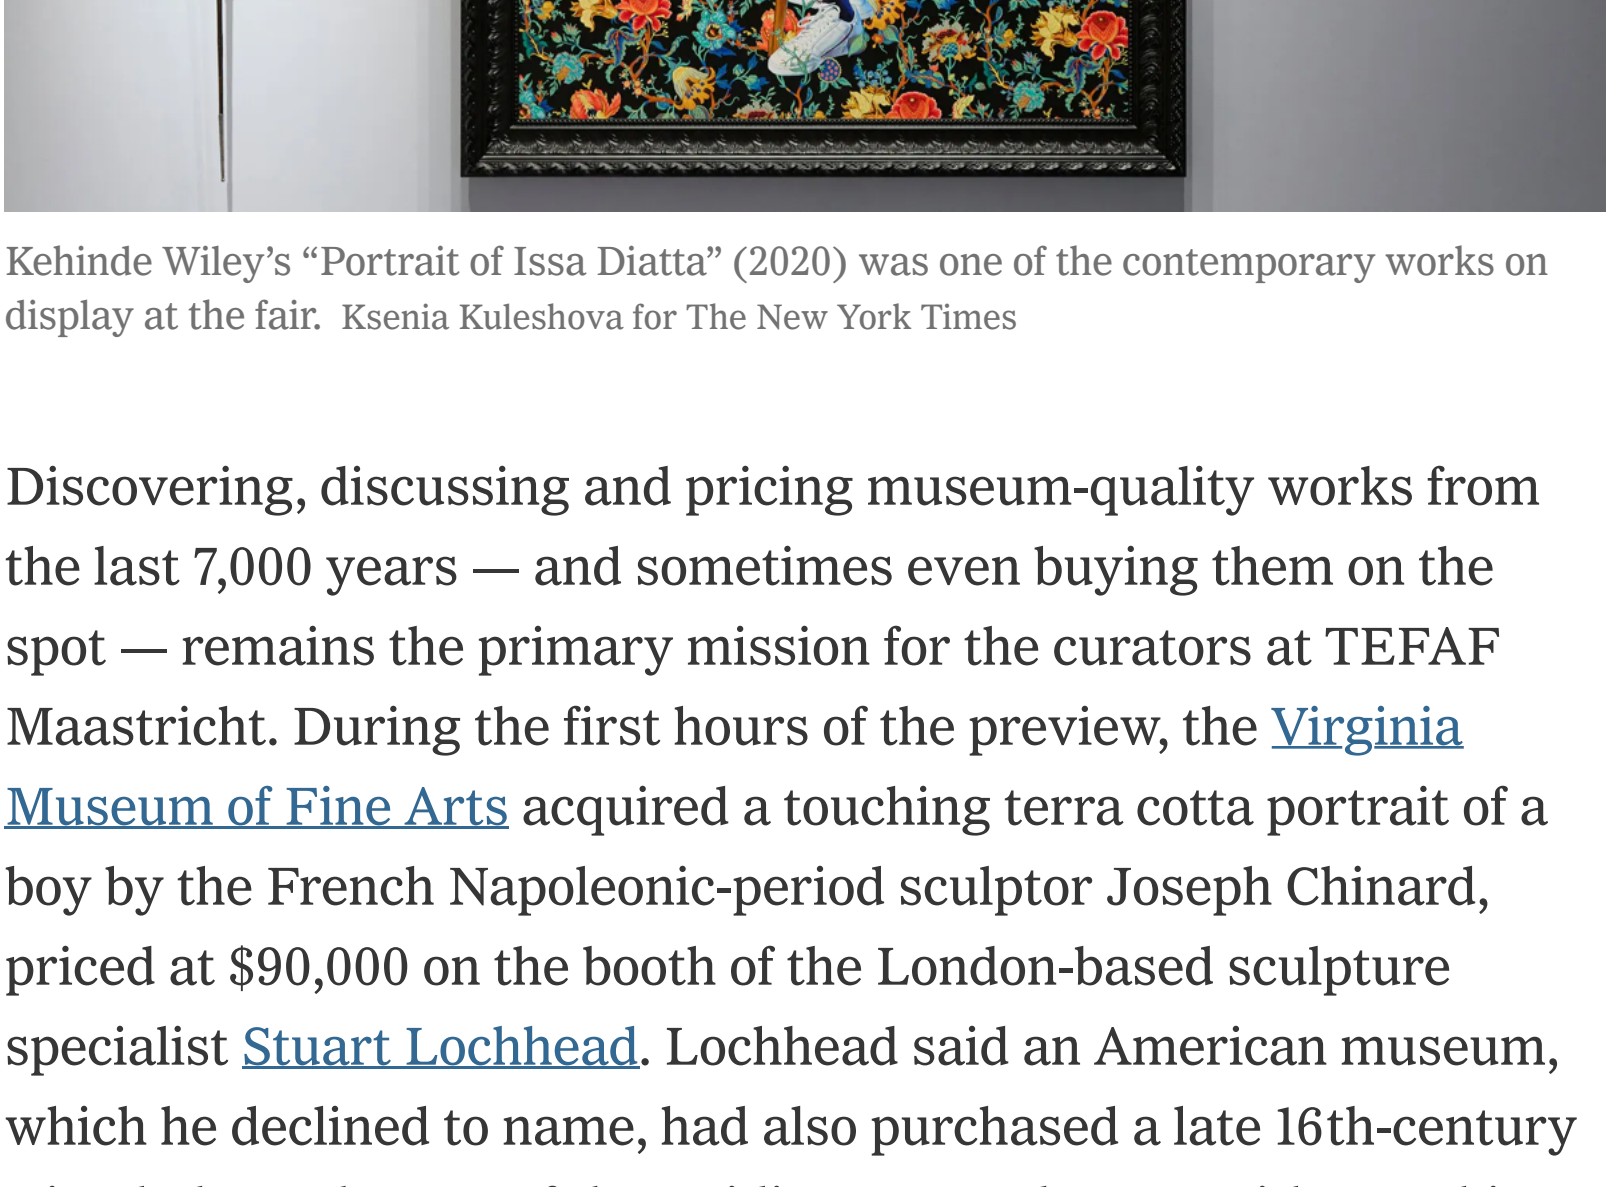 Kehinde Wiley’s “Portrait of Issa Diatta” (2020) was one of the contemporary works on
display at the fair. Ksenia Kuleshova for The New York Times
Discovering, discussing and pricing museum-quality works from
the last 7,000 years — and sometimes even buying them on the
spot — remains the primary mission for the curators at TEFAF
Maastricht. During the first hours of the preview, the Virginia
Museum of Fine Arts acquired a touching terra cotta portrait of a
boy by the French Napoleonic-period sculptor Joseph Chinard,
priced at $90,000 on the booth of the London-based sculpture
specialist Stuart Lochhead. Lochhead said an American museum,
which he declined to name, had also purchased a late 16th-century